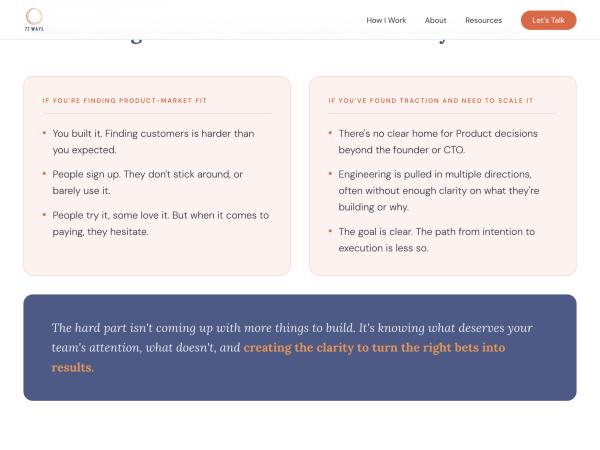 73 WAYS
How I Work
About
Resources
Let's Talk
IF YOU'RE FINDING PRODUCT-MARKET FIT
You built it. Finding customers is harder than
you expected.
People sign up. They don't stick around, or
barely use it.
People try it, some love it. But when it comes to
paying, they hesitate.
IF YOU'VE FOUND TRACTION AND NEED TO SCALE IT
There's no clear home for Product decisions
beyond the founder or CTO.
Engineering is pulled in multiple directions,
often without enough clarity on what they're
building or why.
The goal is clear. The path from intention to
execution is less so.
The hard part isn't coming up with more things to build. It's knowing what deserves your
team's attention, what doesn't, and creating the clarity to turn the right bets into
results.